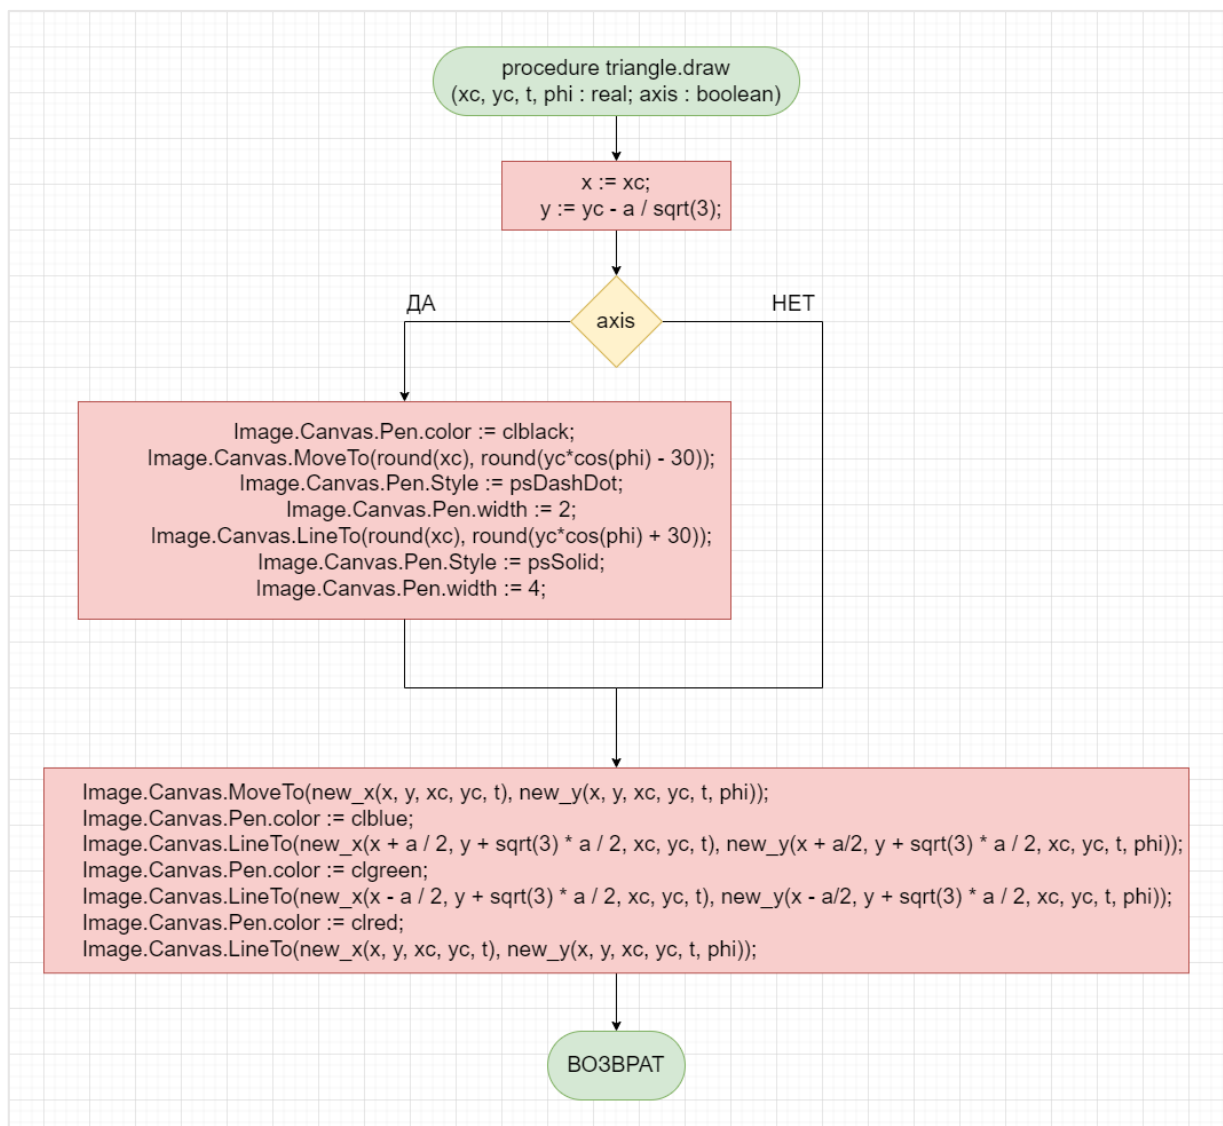 procedure triangle.draw
(xc, yc, t, phi : real; axis : boolean)
x := xc;
y := yc - a / sqrt(3);
ДА
НЕТ
axis
Image.Canvas.Pen.color := clblack;
Image.Canvas.MoveTo(round(xc), round(yc*cos(phi) - 30));
Image.Canvas.Pen.Style := psDashDot;
Image.Canvas.Pen.width := 2;
Image.Canvas.LineTo(round(xc), round(yc*cos(phi) + 30));
Image.Canvas.Pen.Style := psSolid;
Image.Canvas.Pen.width := 4;
Image.Canvas.MoveTo(new_x(x, y, xc, yc, t), new_y(x, y, xc, yc, t, phi));
Image.Canvas.Pen.color := clblue;
Image.Canvas.LineTo(new_x(x + a / 2, y + sqrt(3) * a / 2, xc, yc, t), new_y(x + a/2, y + sqrt(3) * a / 2, xc, yc, t, phi));
Image.Canvas.Pen.color := clgreen;
Image.Canvas.LineTo(new_x(x - a / 2, y + sqrt(3) * a / 2, xc, yc, t), new_y(x - a/2, y + sqrt(3) * a / 2, xc, yc, t, phi));
Image.Canvas.Pen.color := clred;
Image.Canvas.LineTo(new_x(x, y, xc, yc, t), new_y(x, y, xc, yc, t, phi));
ВОЗВРАТ